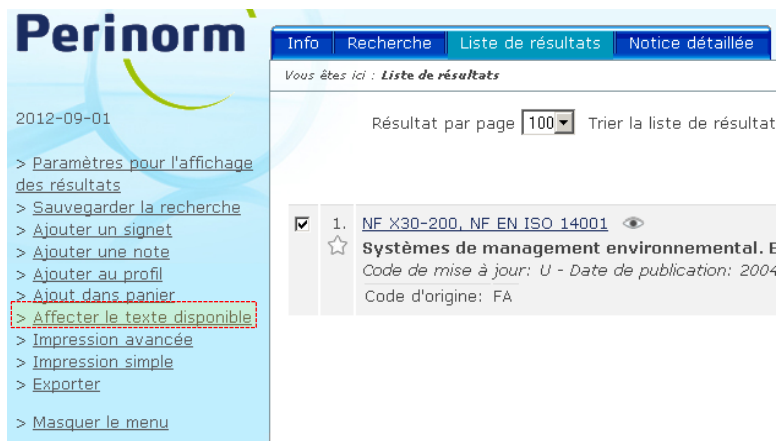 Perinorm
Info Recherche Liste de résultats Notice détaillée
Vous êtes ici : Liste de résultats
2012-09-01
Résultat par page 100 Trier la liste de résultat
> Paramètres pour l'affichage
des résultats
> Sauvegarder la recherche
> Ajouter un signet
> Ajouter une note
> Ajouter au profil
> Ajout dans panier
> Affecter le texte disponible
> Impression avancée
> Impression simple
> Exporter
> Masquer le menu
1. NF X30-200, NF EN ISO 14001
Systèmes de management environnemental. E
Code de mise à jour: U - Date de publication: 2004
Code d'origine: FA